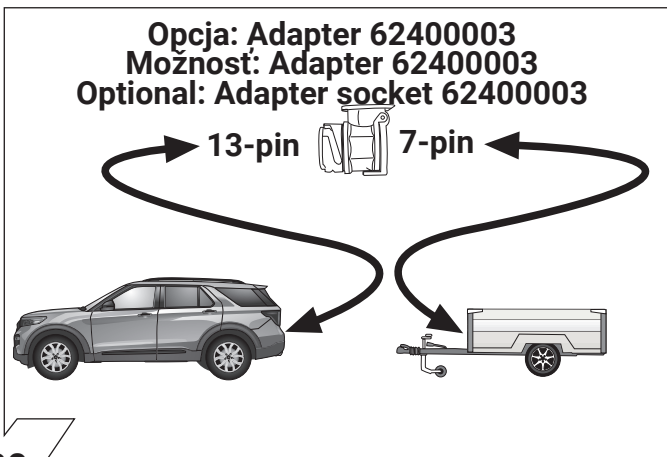 Opcja: Adapter 62400003
Možnosť: Adapter 62400003
Optional: Adapter socket 62400003
13-pin 7-pin